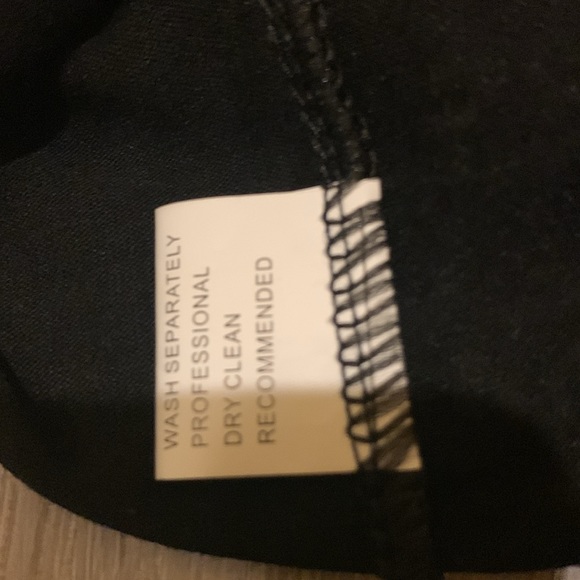 WASH SEPARATELY
PROFESSIONAL
DRY CLEAN
RECOMMENDED